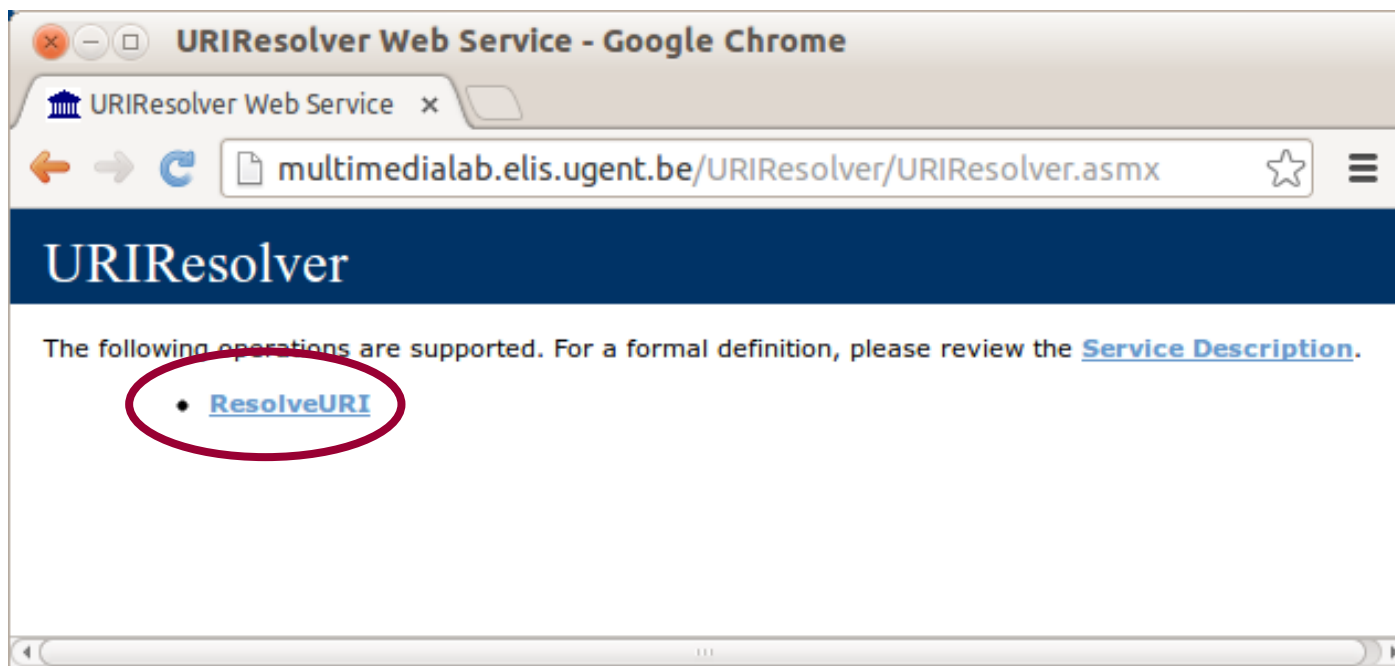 URIResolver Web Service - Google Chrome
URIResolver Web Service
multimedialab.elis.ugent.be/URIResolver/URIResolver.asmx
URIResolver
The following operations are supported. For a formal definition, please review the Service Description.
ResolveURI